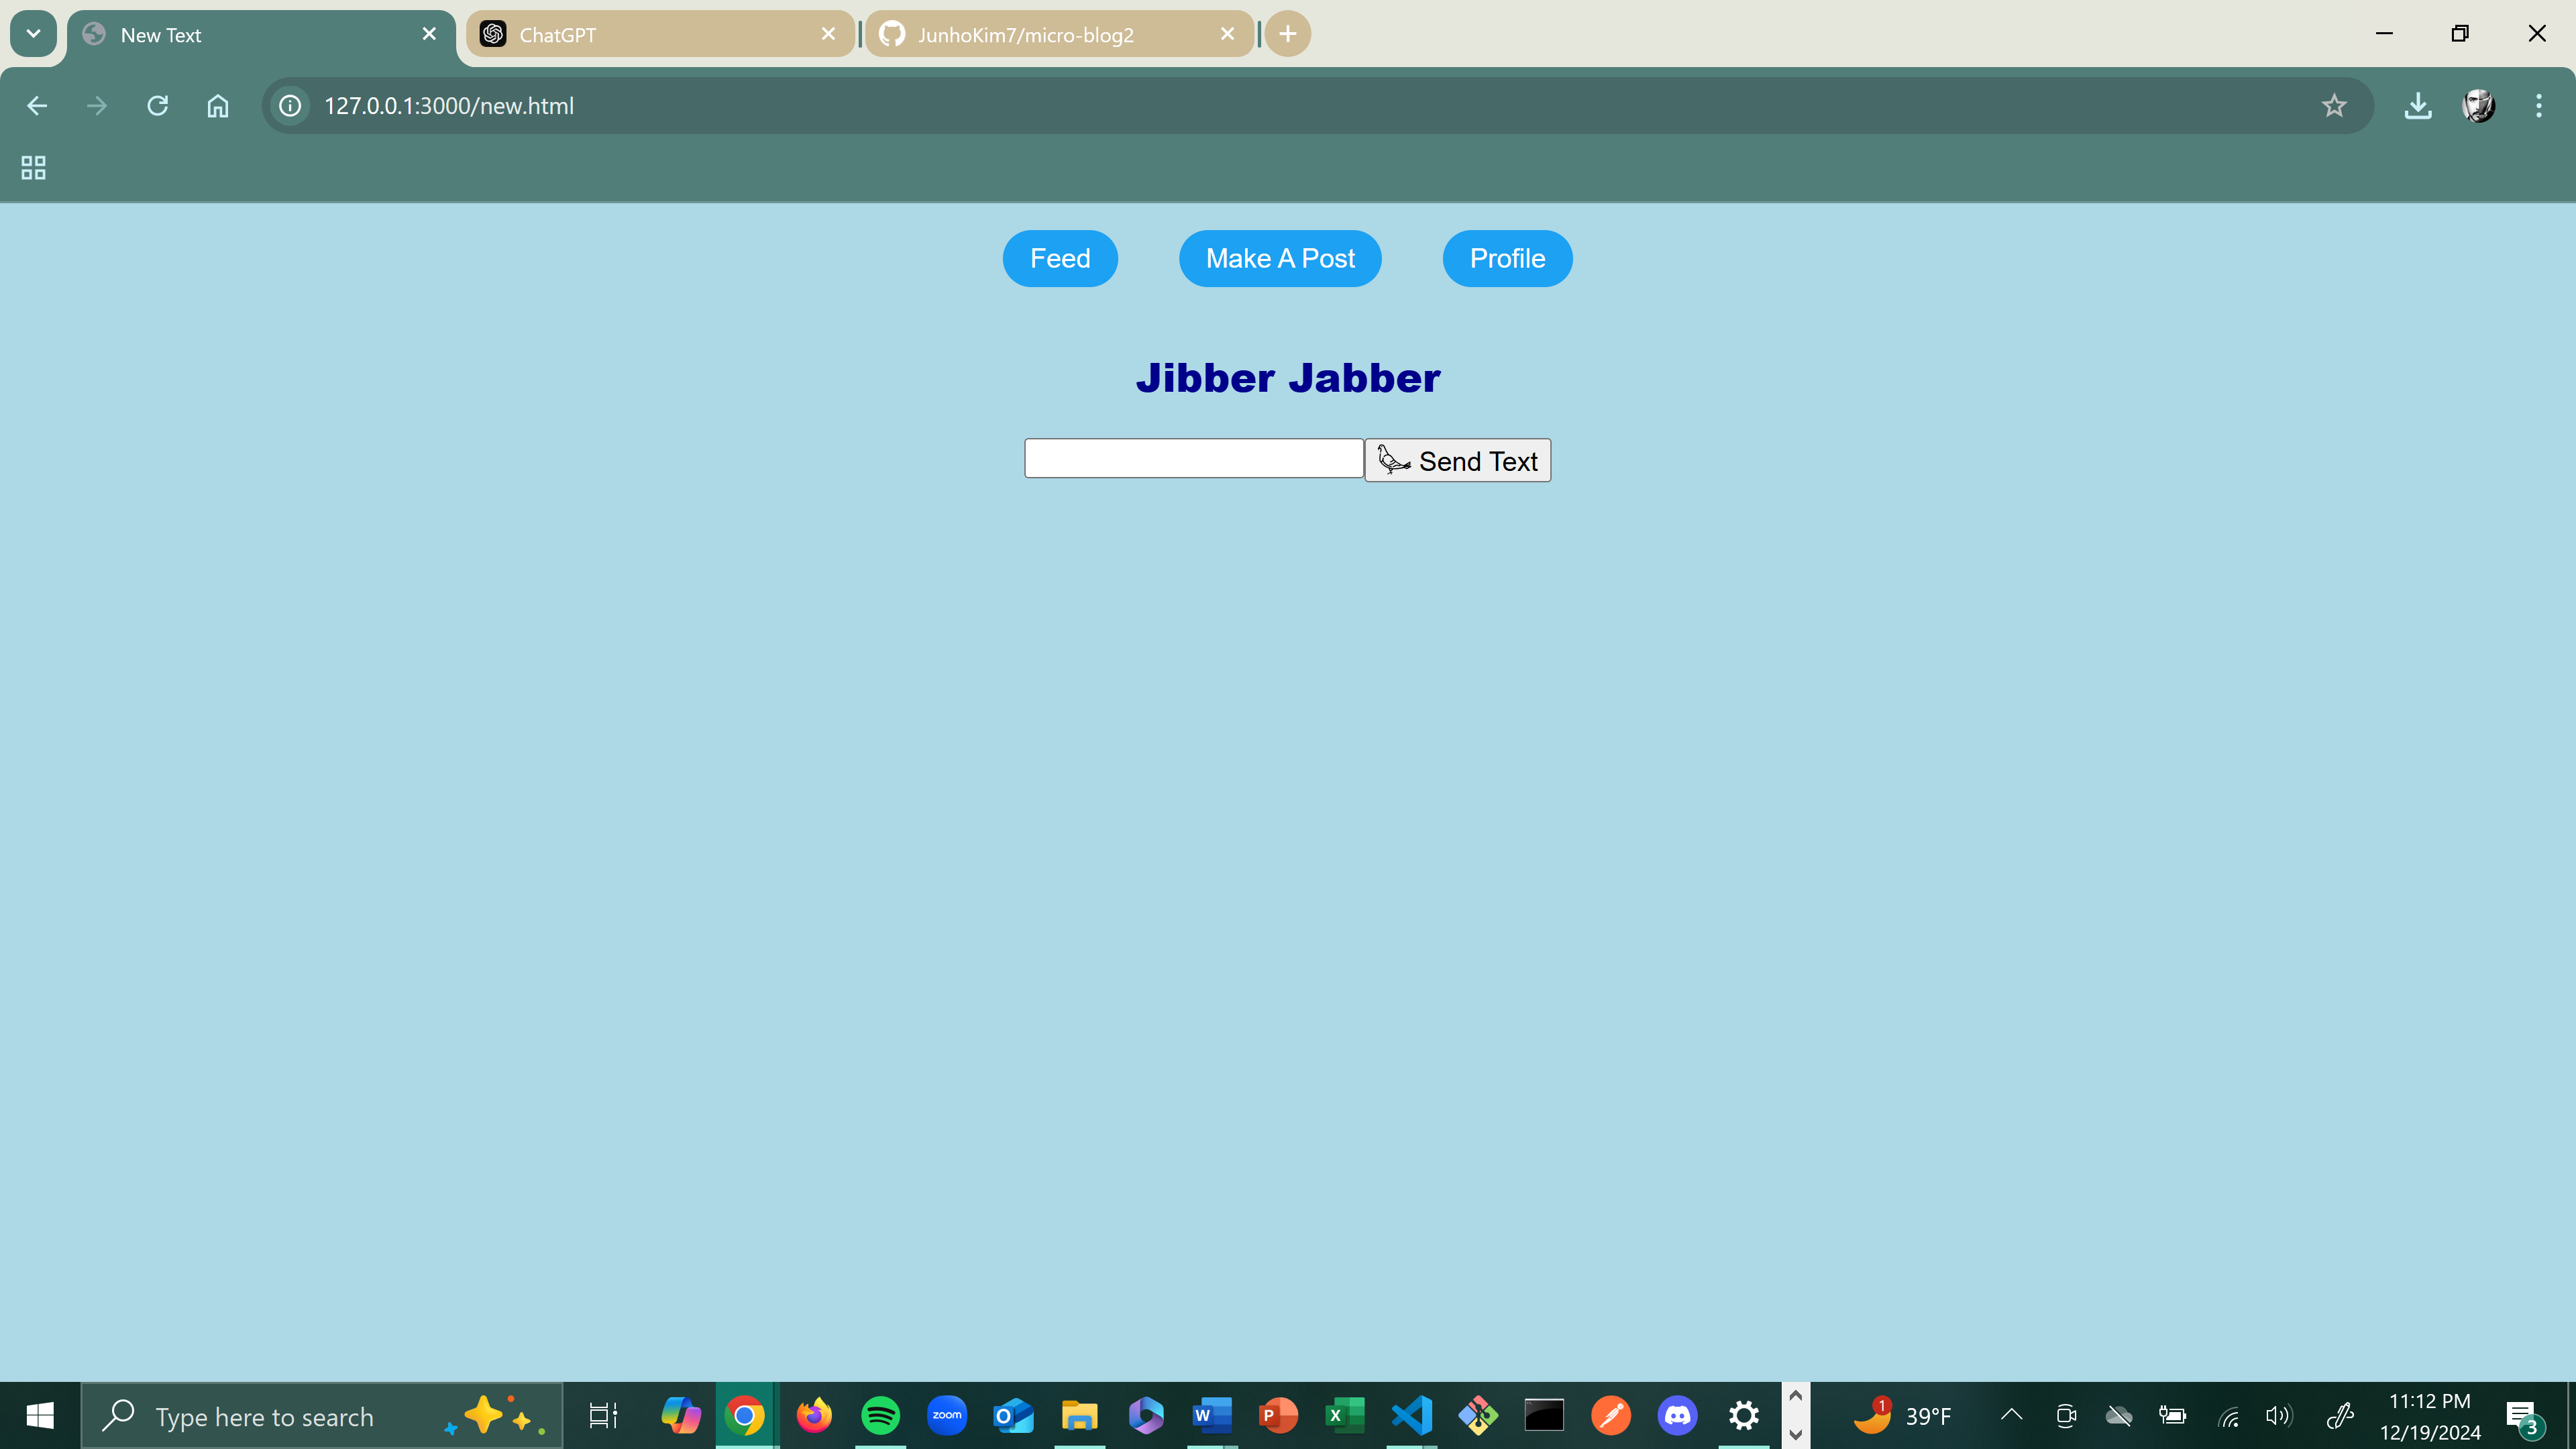 New Text
ChatGPT
JunhoKim7/micro-blog2
127.0.0.1:3000/new.html
Feed
Make A Post
Profile
Jibber Jabber
Send Text
Type here to search
zoom
O
W
P
X
1
39°F
11:12 PM
12/19/2024
3